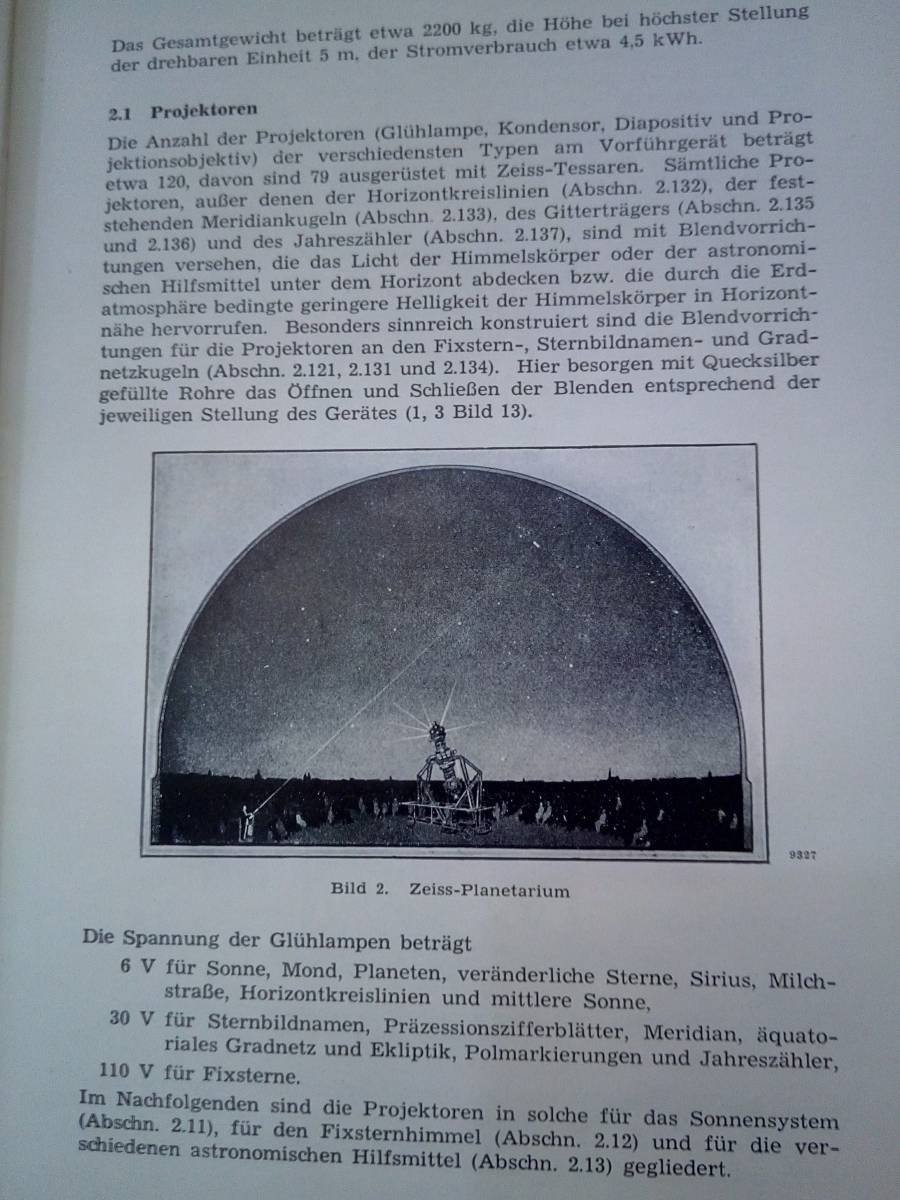 Das Gesamtgewicht beträgt etwa 2200 kg, die Höhe bei höchster Stellung
der drehbaren Einheit 5 m, der Stromverbrauch etwa 4,5 kWh.
2.1 Projektoren
Die Anzahl der Projektoren (Glühlampe, Kondensor, Diapositiv und Pro-
jektionsobjektiv) der verschiedensten Typen am Vorführgerät beträgt
etwa 120, davon sind 79 ausgerüstet mit Zeiss-Tessaren. Sämtliche Pro-
jektoren, außer denen der Horizontkreislinien (Abschn. 2.132), der fest-
stehenden Meridiankugeln (Abschn. 2.133), des Gitterträgers (Abschn. 2.135
und 2.136) und des Jahreszähler (Abschn. 2.137), sind mit Blendvorrich-
tungen versehen, die das Licht der Himmelskörper oder der astronomi-
schen Hilfsmittel unter dem Horizont abdecken bzw. die durch die Erd-
atmosphäre bedingte geringere Helligkeit der Himmelskörper in Horizont-
nähe hervorrufen. Besonders sinnreich konstruiert sind die Blendvorrich-
tungen für die Projektoren an den Fixstern-, Sternbildnamen- und Grad-
netzkugeln (Abschn. 2.121, 2.131 und 2.134). Hier besorgen mit Quecksilber
gefüllte Rohre das Öffnen und Schließen der Blenden entsprechend der
jeweiligen Stellung des Gerätes (1, 3 Bild 13).
9327
Bild 2. Zeiss-Planetarium
Die Spannung der Glühlampen beträgt
6 V für Sonne, Mond, Planeten, veränderliche Sterne, Sirius, Milch-
straße, Horizontkreislinien und mittlere Sonne,
30 V für Sternbildnamen, Präzessionszifferblätter, Meridian, äquato-
riales Gradnetz und Ekliptik, Polmarkierungen und Jahreszähler,
110 V für Fixsterne.
Im Nachfolgenden sind die Projektoren in solche für das Sonnensystem
(Abschn. 2.11), für den Fixsternhimmel (Abschn. 2.12) und für die ver-
schiedenen astronomischen Hilfsmittel (Abschn. 2.13) gegliedert.